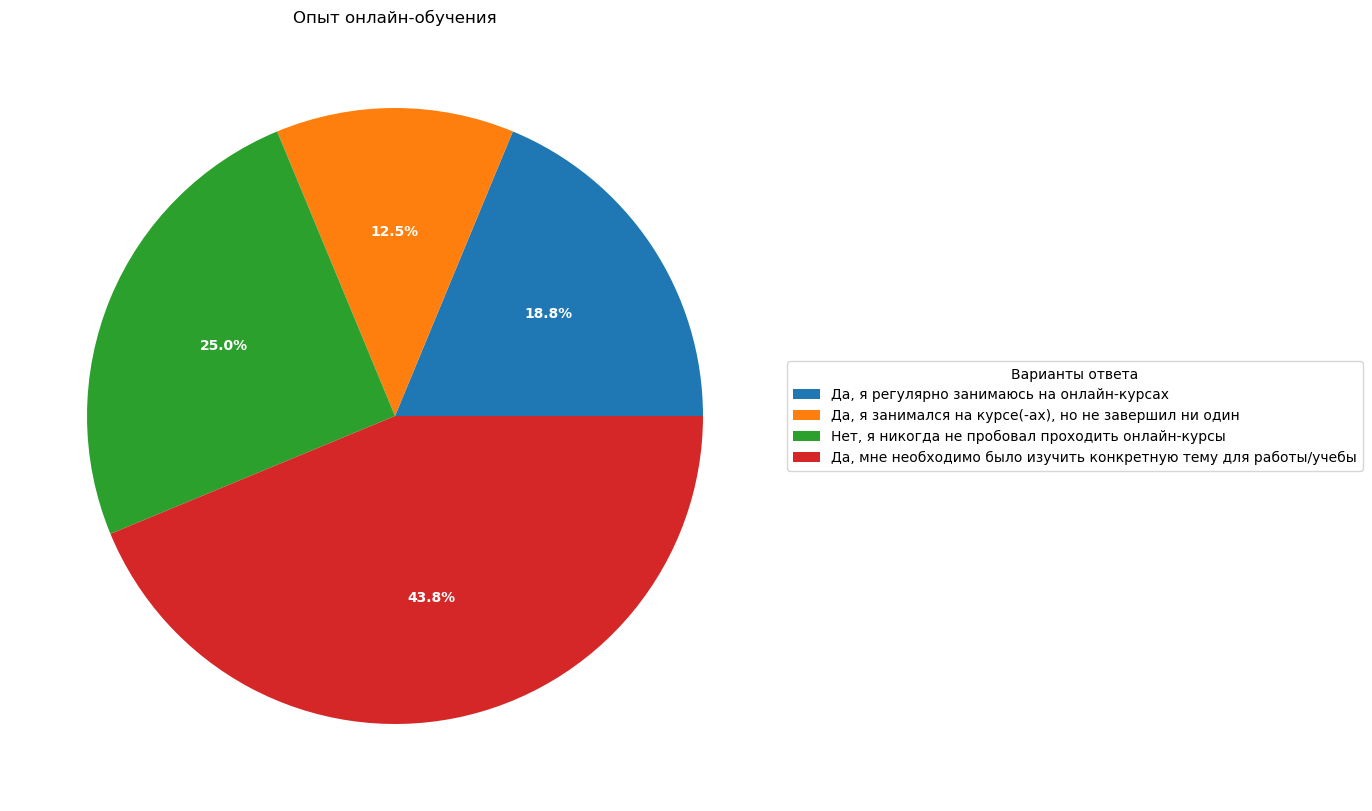 Опыт онлайн-обучения
12.5%
18.8%
25.0%
43.8%
Варианты ответа
Да, я регулярно занимаюсь на онлайн-курсах
Да, я занимался на курсе(-ах), но не завершил ни один
Нет, я никогда не пробовал проходить онлайн-курсы
Да, мне необходимо было изучить конкретную тему для работы/учебы